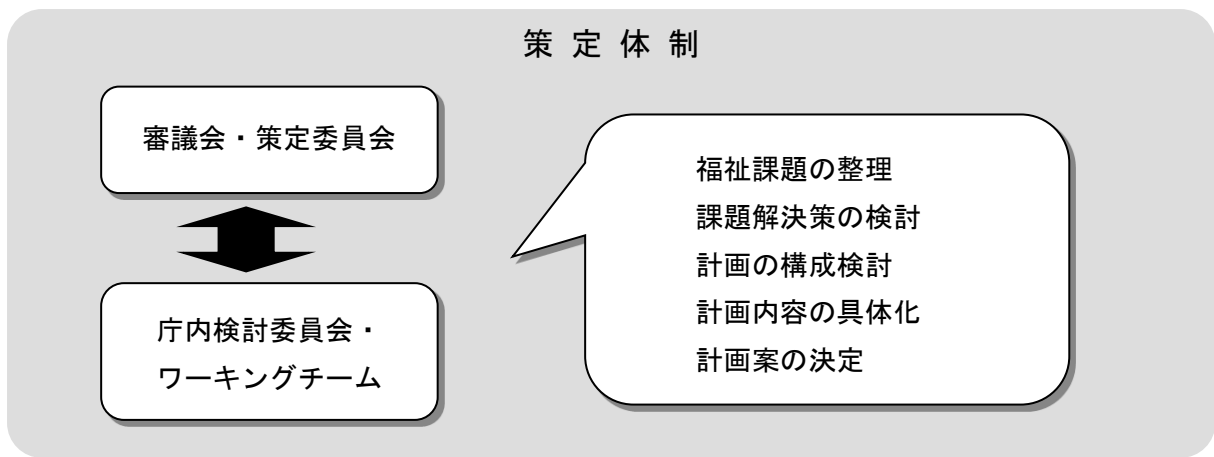 策定体制
審議会・策定委員会
庁内検討委員会・
ワーキングチーム
福祉課題の整理
課題解決策の検討
計画の構成検討
計画内容の具体化
計画案の決定